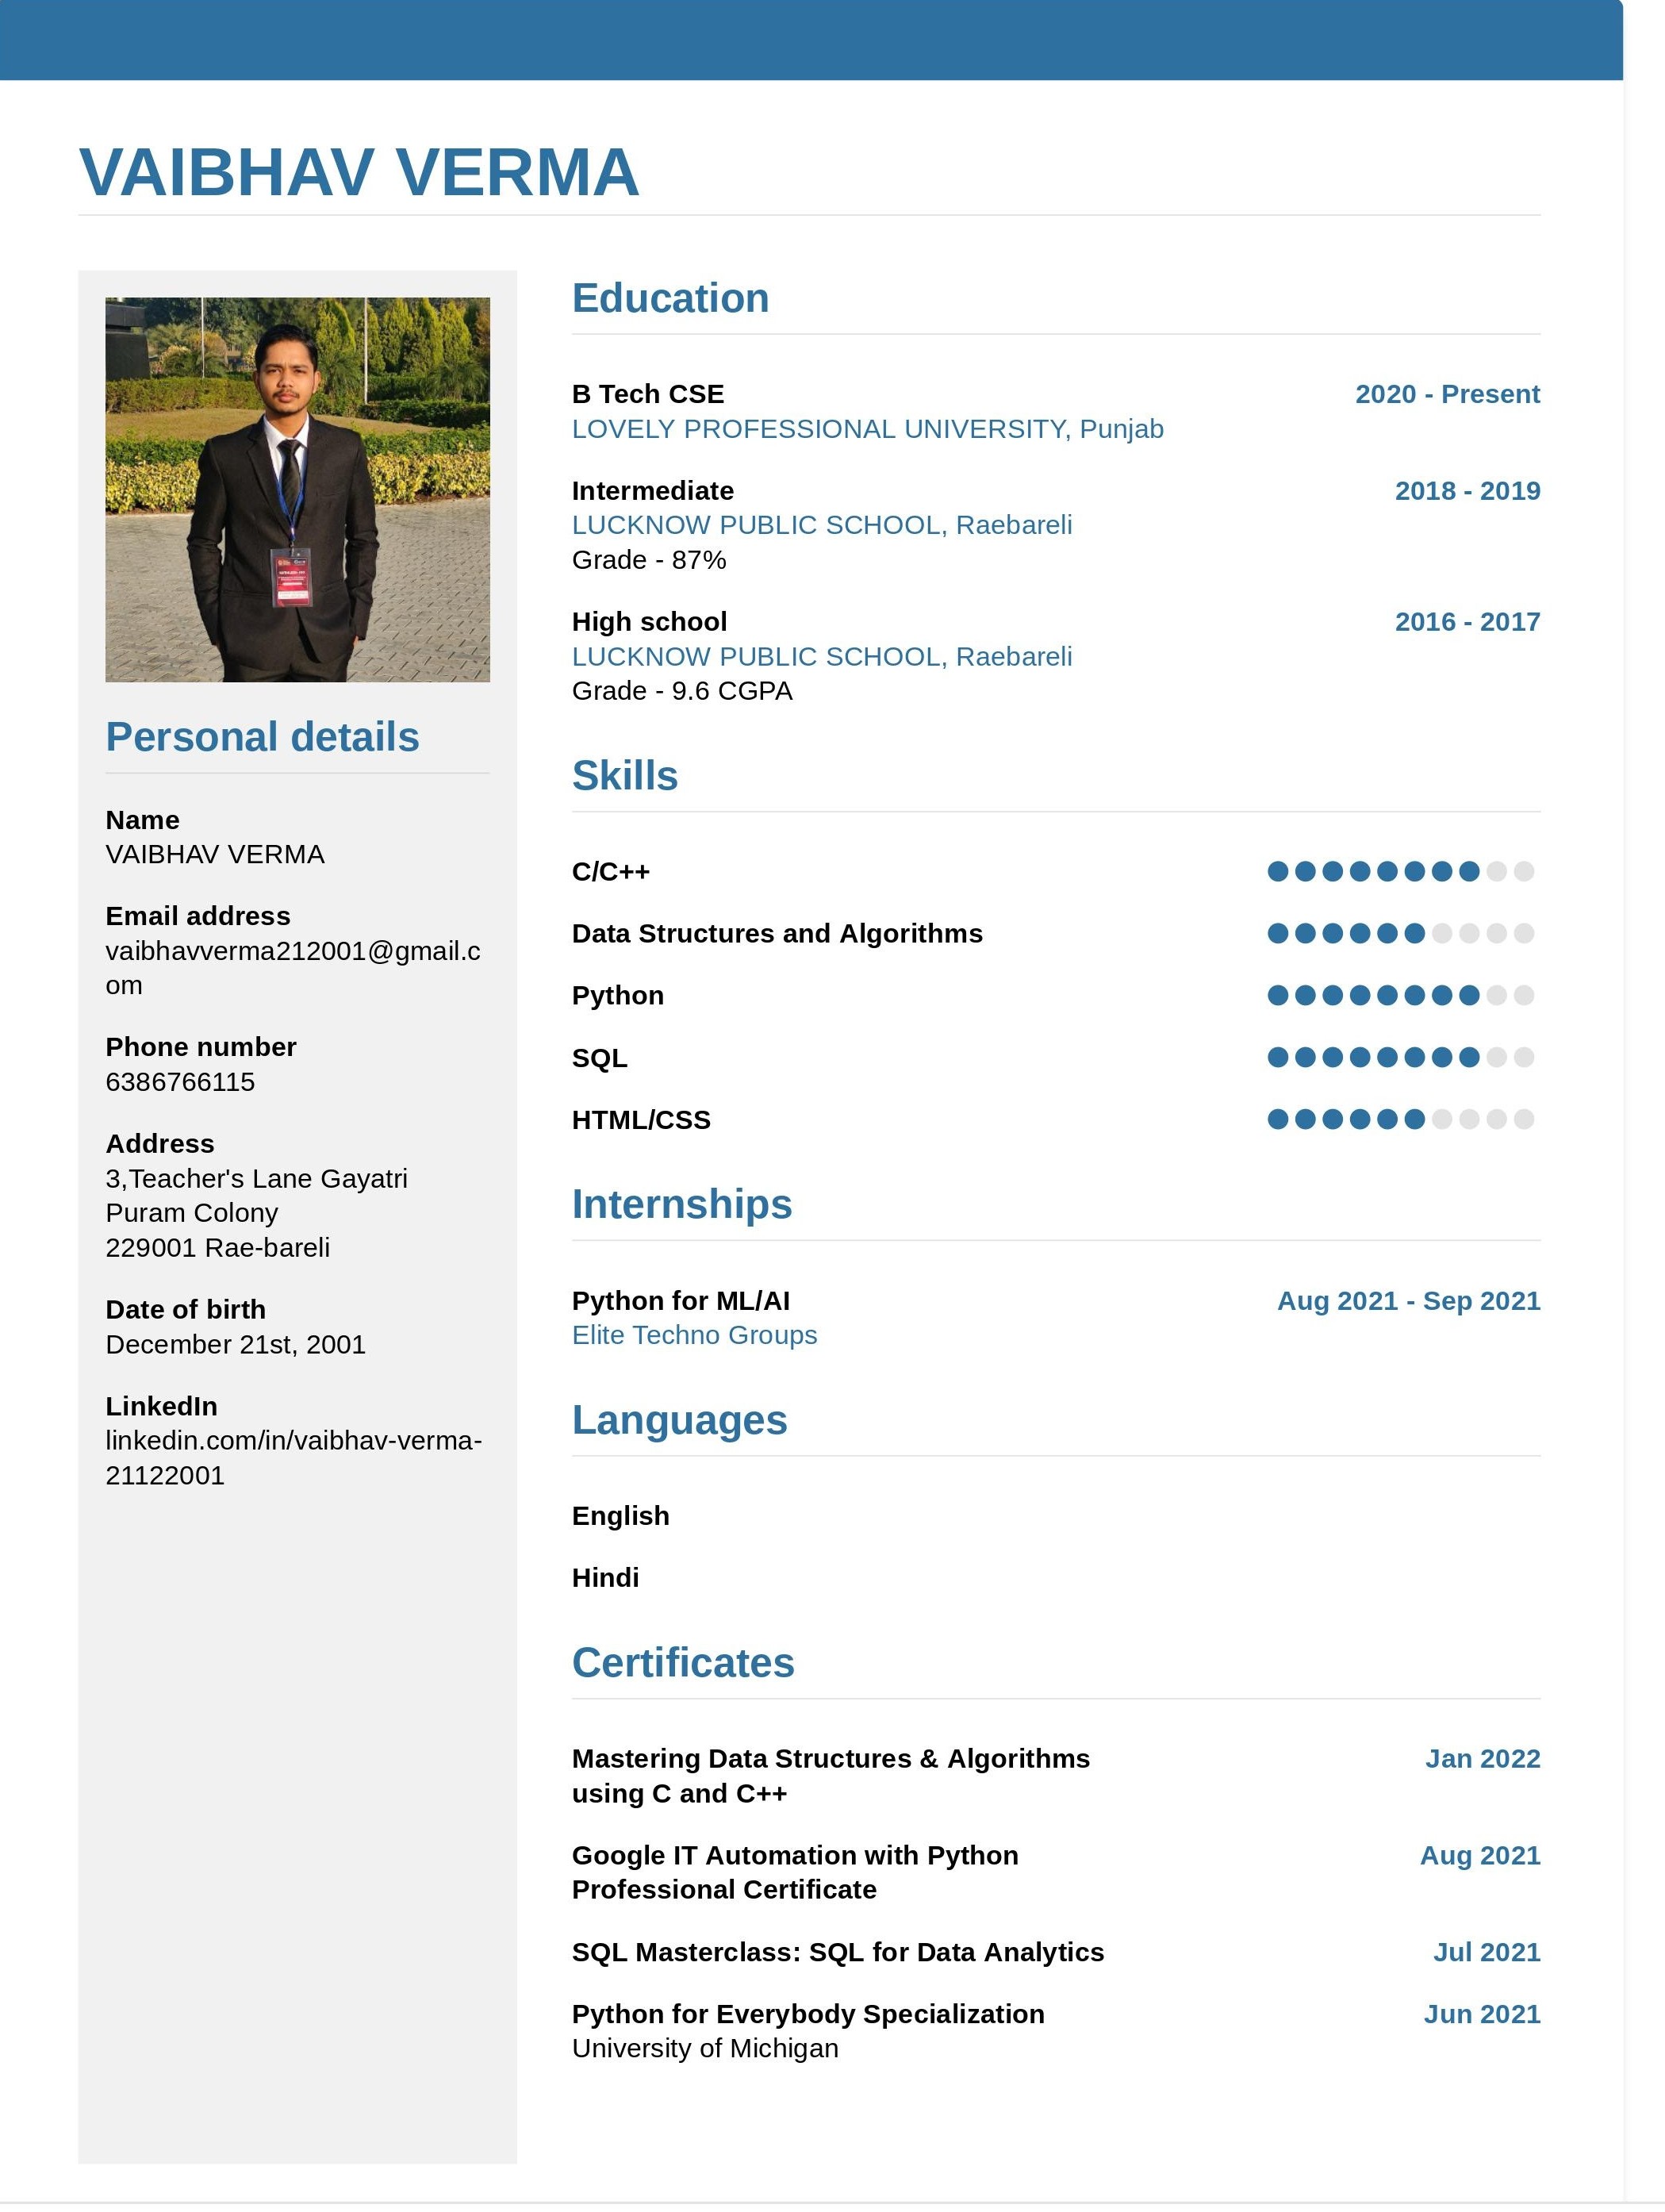 VAIBHAV VERMA
Personal details
Name
VAIBHAV VERMA
Email address
vaibhavverma212001@gmail.c
om
Phone number
6386766115
Address
3,Teacher's Lane Gayatri
Puram Colony
229001 Rae-bareli
Date of birth
December 21st, 2001
LinkedIn
linkedin.com/in/vaibhav-verma-
21122001
Education
B Tech CSE 2020 - Present
LOVELY PROFESSIONAL UNIVERSITY, Punjab
Intermediate 2018 - 2019
LUCKNOW PUBLIC SCHOOL, Raebareli
Grade - 87%
High school 2016 - 2017
LUCKNOW PUBLIC SCHOOL, Raebareli
Grade - 9.6 CGPA
Skills
C/C++
Data Structures and Algorithms
Python
SQL
HTML/CSS
Internships
Python for ML/AI Aug 2021 - Sep 2021
Elite Techno Groups
Languages
English
Hindi
Certificates
Mastering Data Structures & Algorithms Jan 2022
using C and C++
Google IT Automation with Python Aug 2021
Professional Certificate
SQL Masterclass: SQL for Data Analytics Jul 2021
Python for Everybody Specialization Jun 2021
University of Michigan